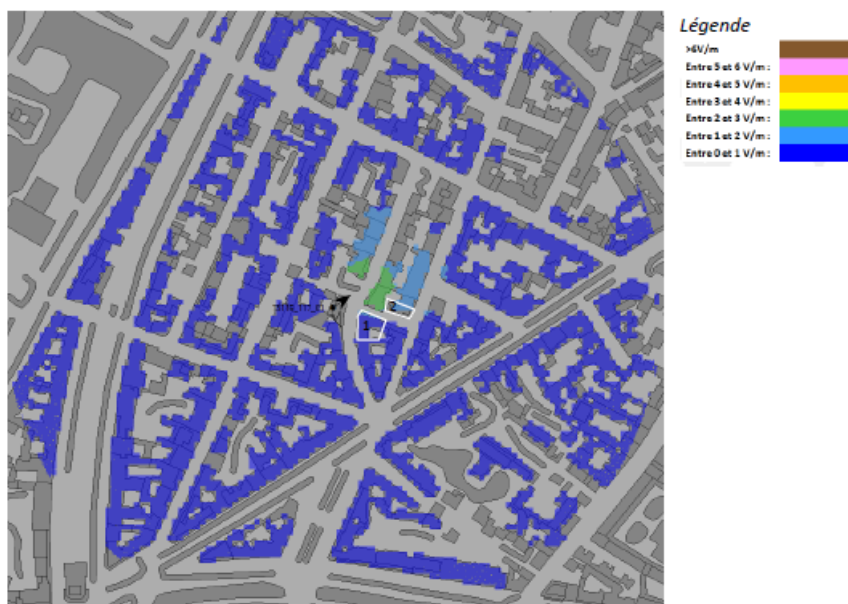 Légende
>6V/m
Entre 5 et 6 V/m :
Entre 4 et 5 V/m :
Entre 3 et 4 V/m :
Entre 2 et 3 V/m :
Entre 1 et 2 V/m :
Entre 0 et 1 V/m :
2
1